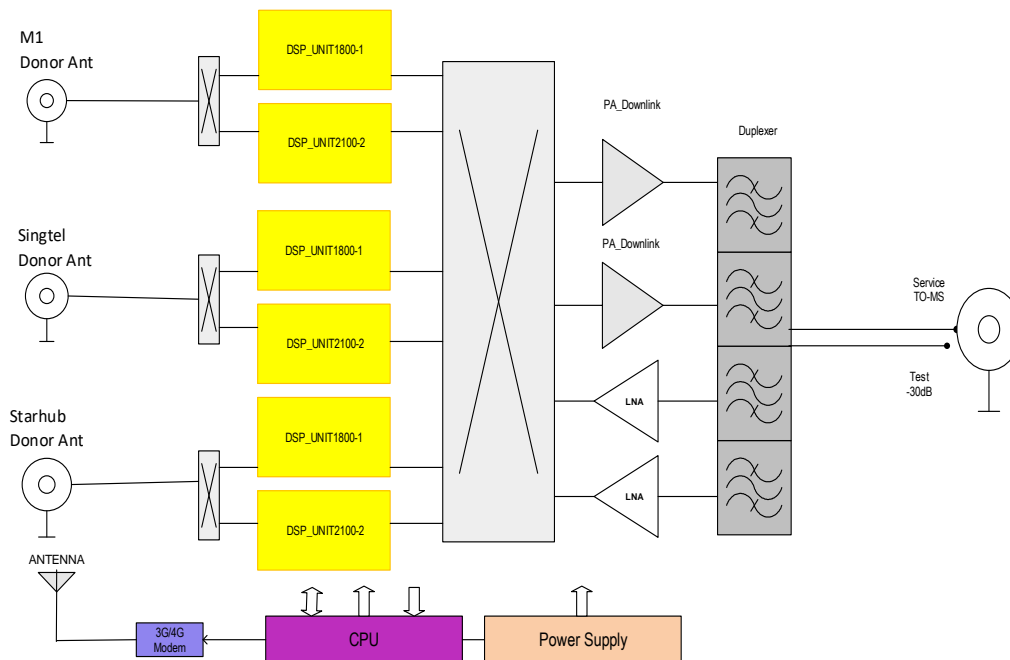 M1
Donor Ant
DSP_UNIT1800-1
DSP_UNIT2100-2
PA_Downlink
Duplexer
Singtel
Donor Ant
DSP_UNIT1800-1
DSP_UNIT2100-2
PA_Downlink
Service
TO-MS
Test
-30dB
Starhub
Donor Ant
DSP_UNIT1800-1
DSP_UNIT2100-2
LNA
LNA
ANTENNA
3G/4G
Modem
CPU
Power Supply